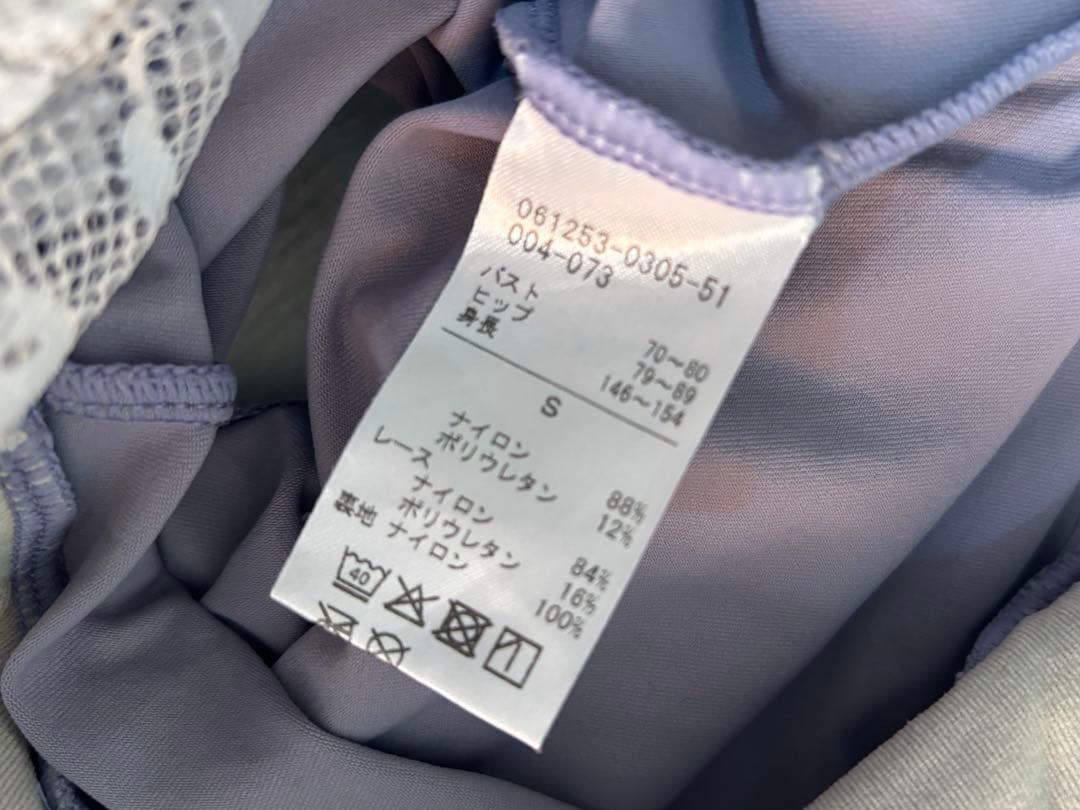 061253-0305-51
004-073
バスト 70～80
ヒップ 79～89
身長 146～154
S
ナイロン 88%
ポリウレタン 12%
レース
ナイロン 84%
ポリウレタン 16%
裏地 ナイロン 100%
40